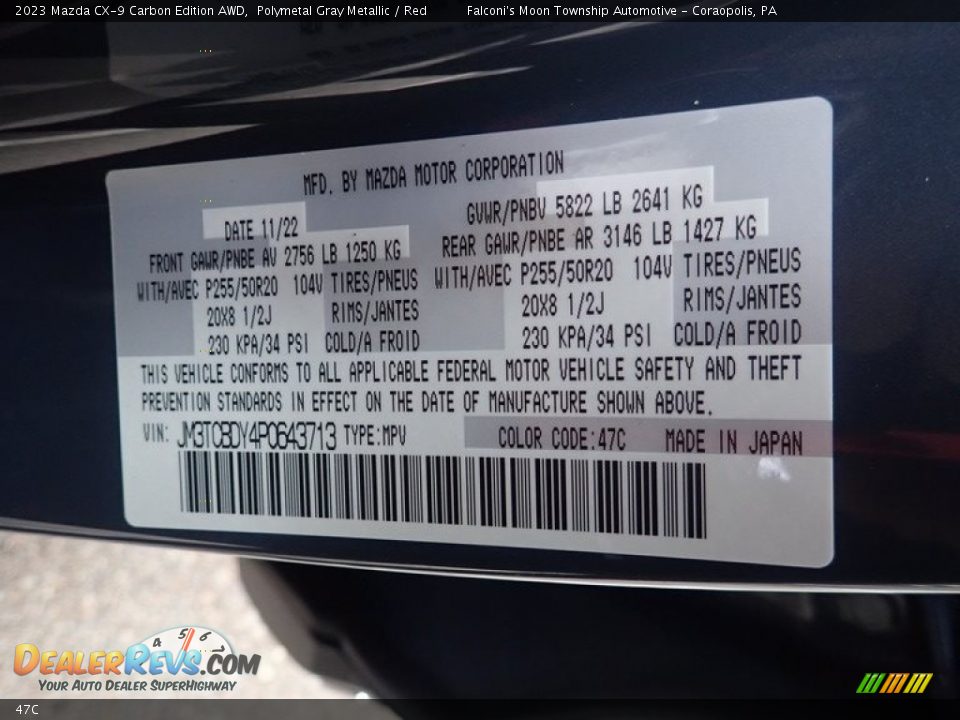 2023 Mazda CX-9 Carbon Edition AWD, Polymetal Gray Metallic / Red Falconi's Moon Township Automotive - Coraopolis, PA
MFD. BY MAZDA MOTOR CORPORATION
DATE 11/22 GVWR/PNBV 5822 LB 2641 KG
FRONT GAWR/PNBE AV 2756 LB 1250 KG REAR GAWR/PNBE AR 3146 LB 1427 KG
WITH/AVEC P255/50R20 104V TIRES/PNEUS WITH/AVEC P255/50R20 104V TIRES/PNEUS
20X8 1/2J RIMS/JANTES 20X8 1/2J RIMS/JANTES
230 KPA/34 PSI COLD/A FROID 230 KPA/34 PSI COLD/A FROID
THIS VEHICLE CONFORMS TO ALL APPLICABLE FEDERAL MOTOR VEHICLE SAFETY AND THEFT
PREVENTION STANDARDS IN EFFECT ON THE DATE OF MANUFACTURE SHOWN ABOVE.
VIN: JM3TCBDY4P0643713 TYPE:MPV COLOR CODE:47C MADE IN JAPAN
4 5 6
DEALERREVS.COM
YOUR AUTO DEALER SUPERHIGHWAY
47C